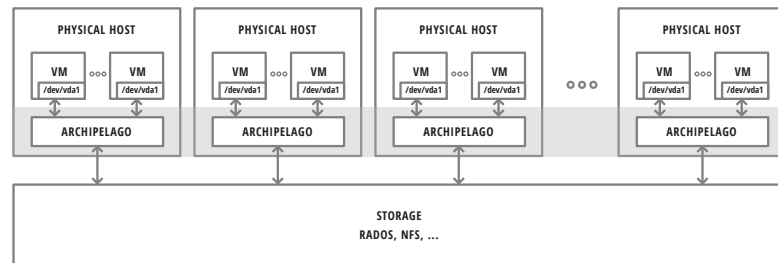 PHYSICAL HOST
VM
VM
/dev/vda1
/dev/vda1
ARCHIPELAGO
PHYSICAL HOST
VM
VM
/dev/vda1
/dev/vda1
ARCHIPELAGO
PHYSICAL HOST
VM
VM
/dev/vda1
/dev/vda1
ARCHIPELAGO
PHYSICAL HOST
VM
VM
/dev/vda1
/dev/vda1
ARCHIPELAGO
STORAGE
RADOS, NFS, ...